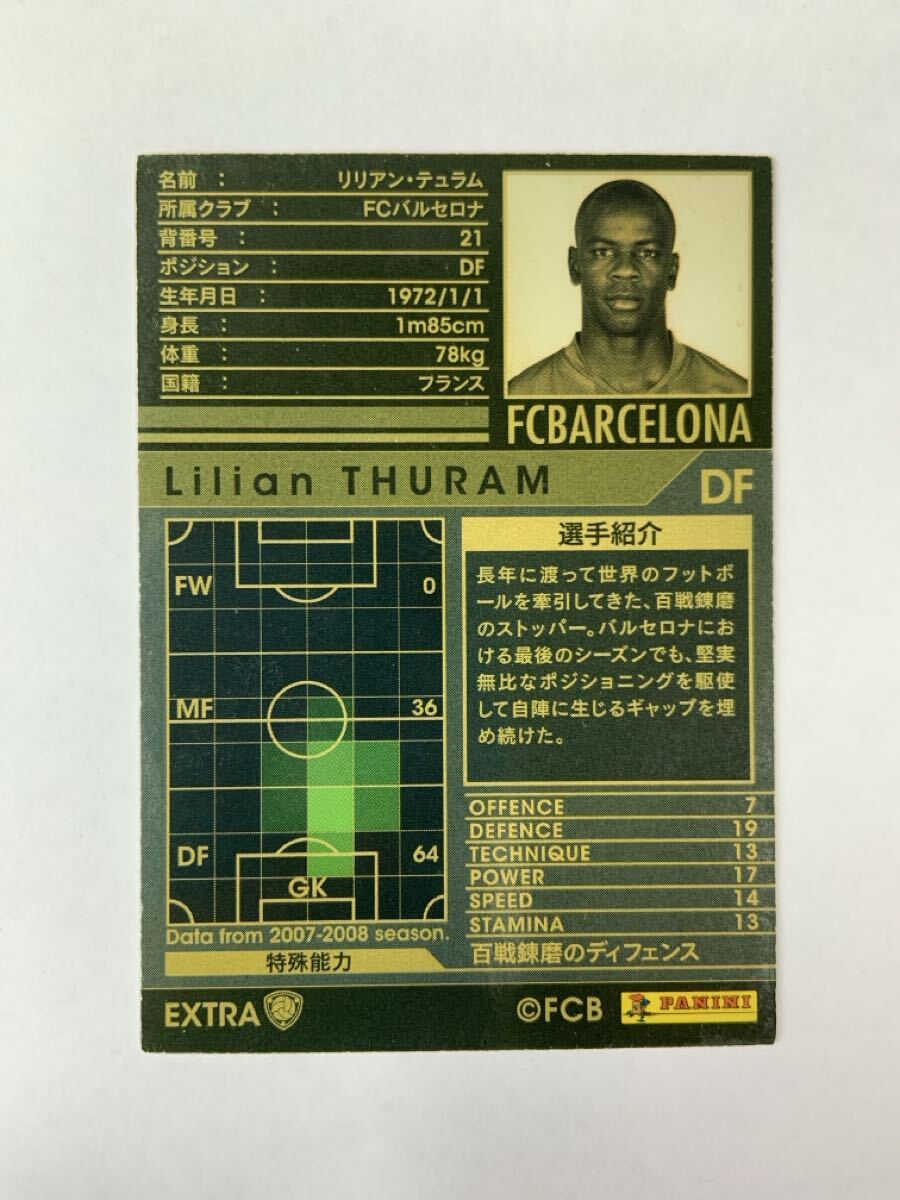 名前 : リリアン・テュラム
所属クラブ : FCバルセロナ
背番号 : 21
ポジション : DF
生年月日 : 1972/1/1
身長 : 1m85cm
体重 : 78kg
国籍 : フランス
FCBARCELONA
Lilian THURAM
DF
FW 0
MF 36
DF 64
GK
Data from 2007-2008 season.
特殊能力
選手紹介
長年に渡って世界のフットボ
ールを牽引してきた、百戦錬磨
のストッパー。バルセロナにお
ける最後のシーズンでも、堅実
無比なポジショニングを駆使
して自陣に生じるギャップを埋
め続けた。
OFFENCE 7
DEFENCE 19
TECHNIQUE 13
POWER 17
SPEED 14
STAMINA 13
百戦錬磨のディフェンス
EXTRA
©FCB
PANINI